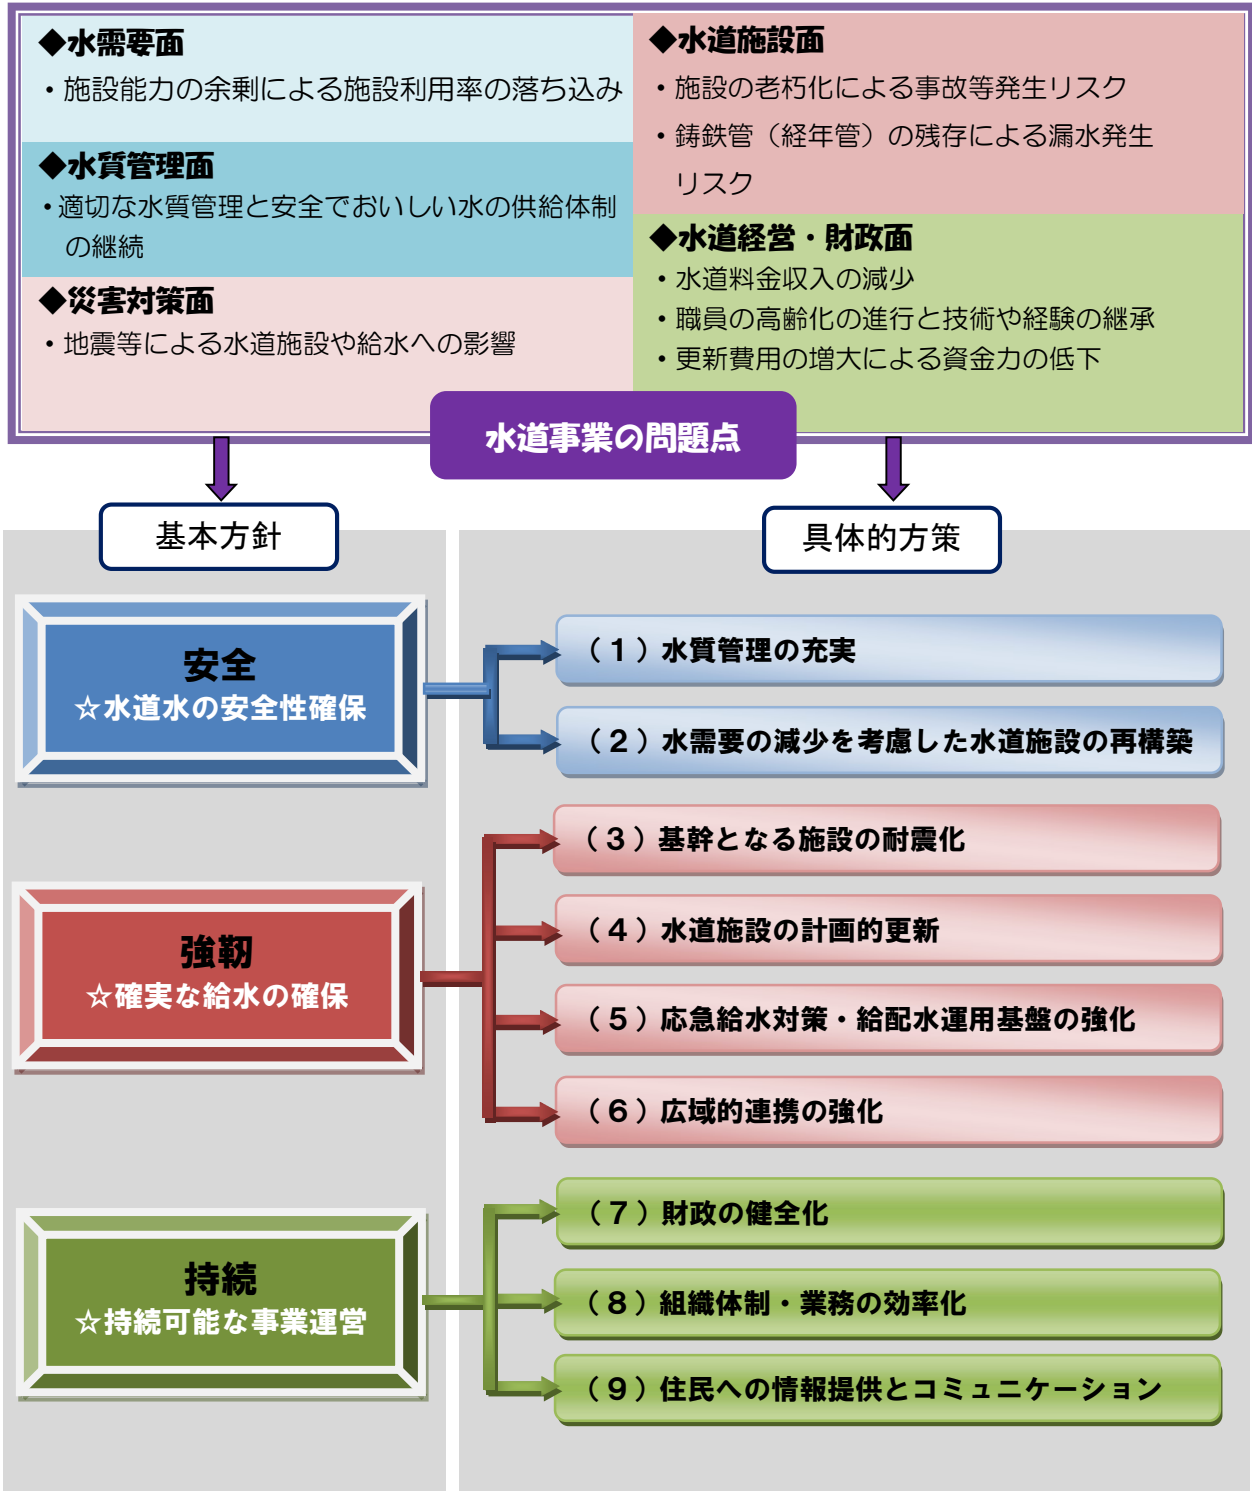 ◆水需要面
・施設能力の余剰による施設利用率の落ち込み
◆水質管理面
・適切な水質管理と安全でおいしい水の供給体制
の継続
◆災害対策面
・地震等による水道施設や給水への影響
◆水道施設面
・施設の老朽化による事故等発生リスク
・鋳鉄管（経年管）の残存による漏水発生
リスク
◆水道経営・財政面
・水道料金収入の減少
・職員の高齢化の進行と技術や経験の継承
・更新費用の増大による資金力の低下
水道事業の問題点
基本方針
具体的方策
安全
☆水道水の安全性確保
（１）水質管理の充実
（２）水需要の減少を考慮した水道施設の再構築
強靭
☆確実な給水の確保
（３）基幹となる施設の耐震化
（４）水道施設の計画的更新
（５）応急給水対策・給配水運用基盤の強化
（６）広域的連携の強化
持続
☆持続可能な事業運営
（７）財政の健全化
（８）組織体制・業務の効率化
（９）住民への情報提供とコミュニケーション